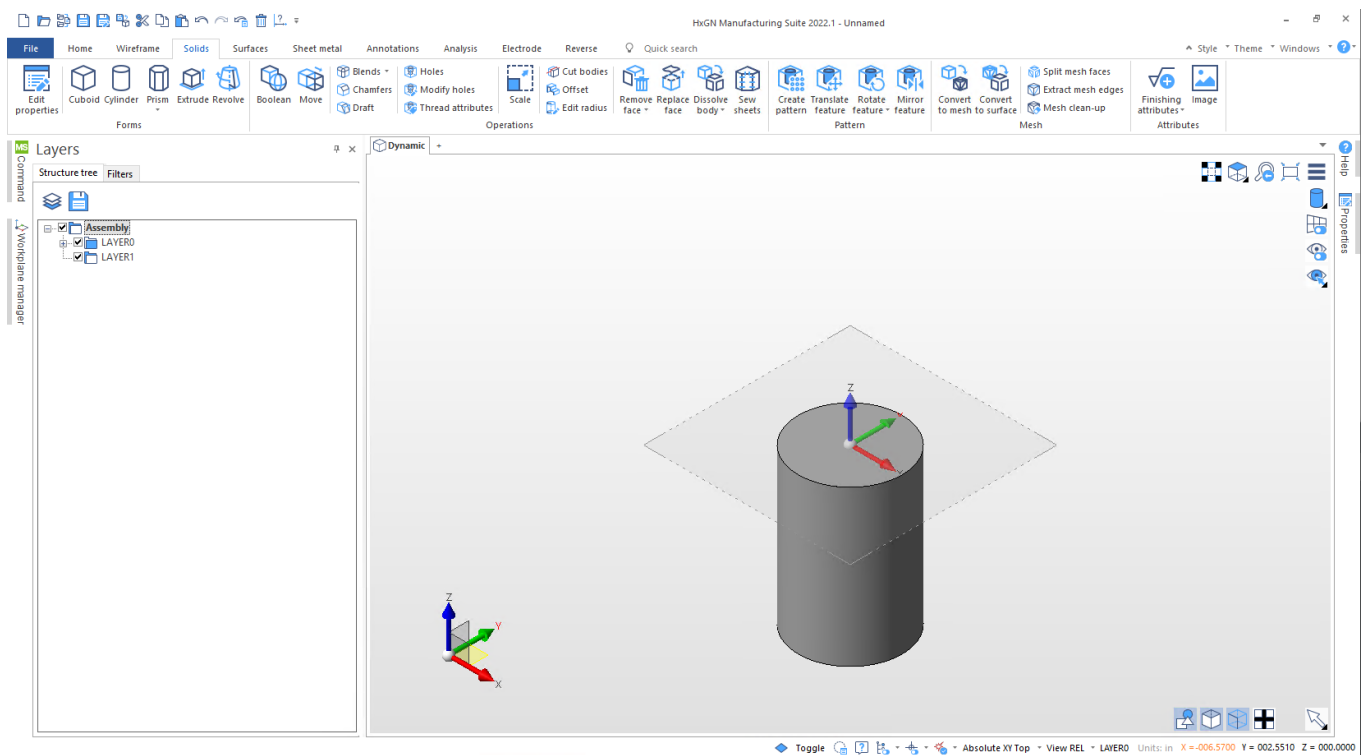 HxGN Manufacturing Suite 2022.1 - Unnamed
File Home Wireframe Solids Surfaces Sheet metal Annotations Analysis Electrode Reverse Quick search Style Theme Windows
Edit properties
Cuboid Cylinder Prism Extrude Revolve
Forms
Boolean Move
Blends
Chamfers
Draft
Holes
Modify holes
Thread attributes
Scale
Cut bodies
Offset
Edit radius
Remove face
Replace face
Dissolve body
Sew sheets
Operations
Create pattern
Translate feature
Rotate feature
Mirror feature
Pattern
Convert to mesh
Convert to surface
Split mesh faces
Extract mesh edges
Mesh clean-up
Mesh
Finishing attributes
Image
Attributes
MS
Command
Workplane manager
Layers
Structure tree Filters
Assembly
LAYER0
LAYER1
Dynamic +
Help
Properties
Z
Z
Y
X
Toggle Absolute XY Top View REL LAYER0 Units: in X = -006.5700 Y = 002.5510 Z = 000.0000